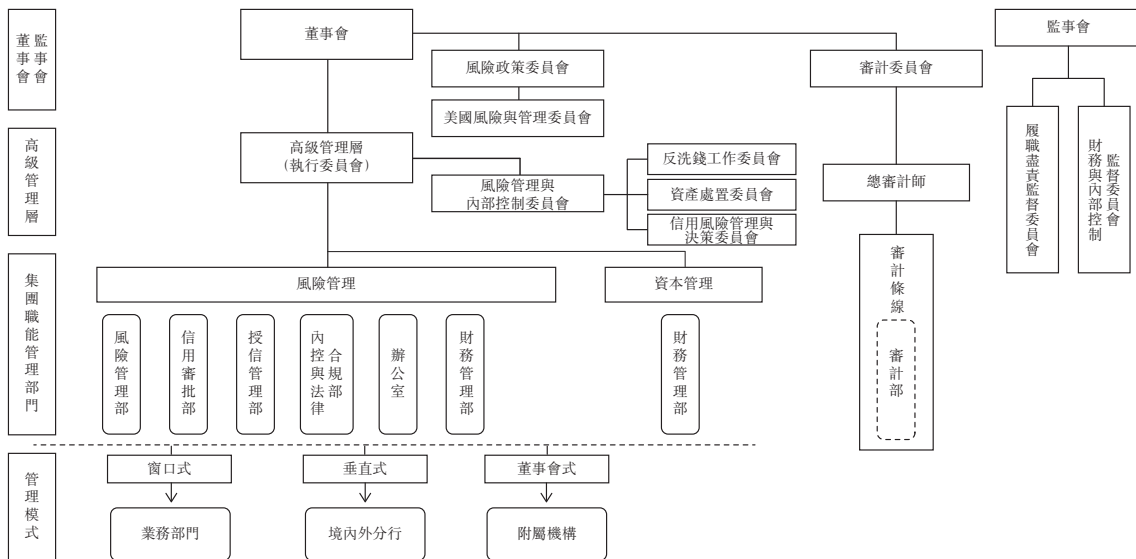 董事會
監事會
董事會
監事會
風險政策委員會
審計委員會
美國風險與管理委員會
履職盡責監督委員會
財務與內部控制
監督委員會
高級管理層
高級管理層
(執行委員會)
風險管理與
內部控制委員會
反洗錢工作委員會
資產處置委員會
信用風險管理與
決策委員會
總審計師
集團職能管理部門
風險管理
資本管理
審計條線
審計部
風險管理部
信用審批部
授信管理部
內控與法律
合規部
辦公室
財務管理部
財務管理部
管理模式
窗口式
垂直式
董事會式
業務部門
境內外分行
附屬機構